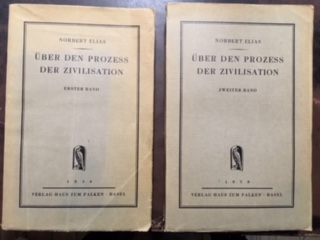 NORBERT ELIAS
ÜBER DEN PROZESS
DER ZIVILISATION
ERSTER BAND
VERLAG HAUS ZUM FALKEN · BASEL
NORBERT ELIAS
ÜBER DEN PROZESS
DER ZIVILISATION
ZWEITER BAND
1939
VERLAG HAUS ZUM FALKEN · BASEL